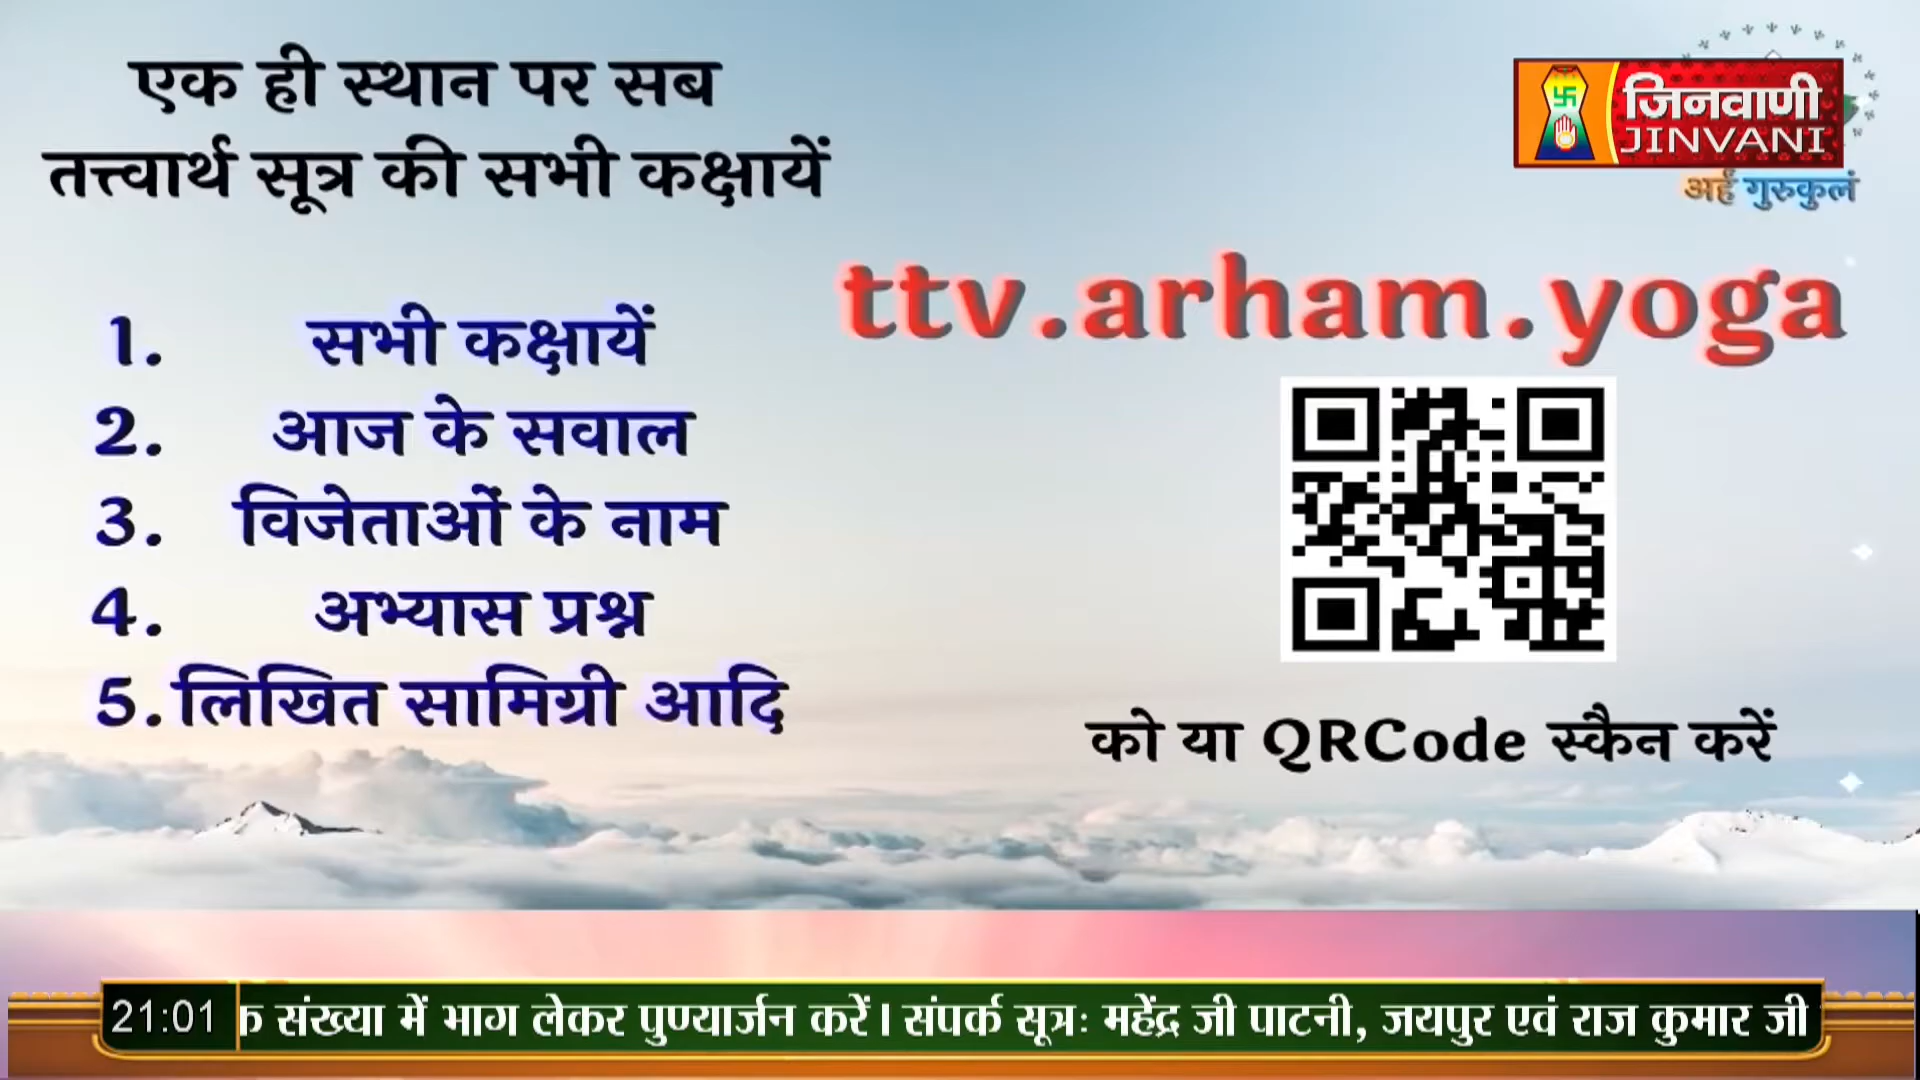 एक ही स्थान पर सब
तत्त्वार्थ सूत्र की सभी कक्षायें
जिनवाणी
JINVANI
अर्हं गुरुकुलं
ttv.arham.yoga
1. सभी कक्षायें
2. आज के सवाल
3. विजेताओं के नाम
4. अभ्यास प्रश्न
5. लिखित सामिग्री आदि
को या QRCode स्कैन करें
21:01
संख्या में भाग लेकर पुण्यार्जन करें। संपर्क सूत्रः महेंद्र जी पाटनी, जयपुर एवं राज कुमार जी